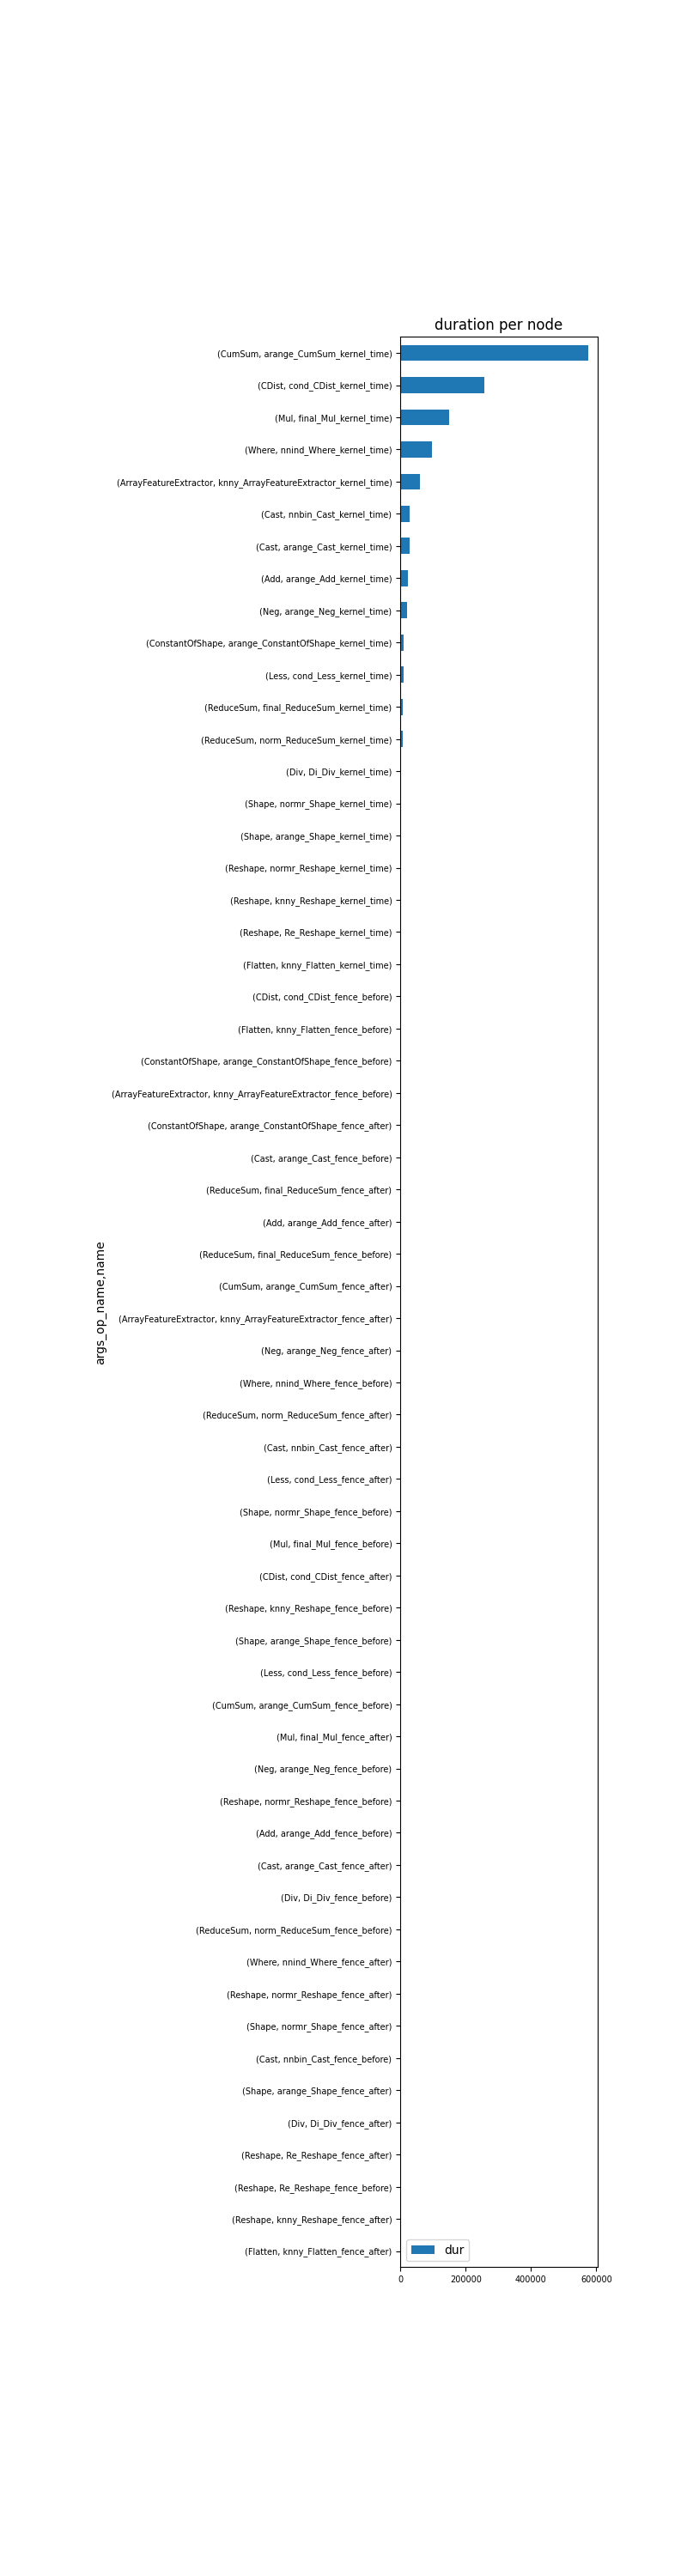 duration per node
(CumSum, arange_CumSum_kernel_time)
(CDist, cond_CDist_kernel_time)
(Mul, final_Mul_kernel_time)
(Where, nnind_Where_kernel_time)
(ArrayFeatureExtractor, knny_ArrayFeatureExtractor_kernel_time)
(Cast, nnbin_Cast_kernel_time)
(Cast, arange_Cast_kernel_time)
(Add, arange_Add_kernel_time)
(Neg, arange_Neg_kernel_time)
(ConstantOfShape, arange_ConstantOfShape_kernel_time)
(Less, cond_Less_kernel_time)
(ReduceSum, final_ReduceSum_kernel_time)
(ReduceSum, norm_ReduceSum_kernel_time)
(Div, Di_Div_kernel_time)
(Shape, normr_Shape_kernel_time)
(Shape, arange_Shape_kernel_time)
(Reshape, normr_Reshape_kernel_time)
(Reshape, knny_Reshape_kernel_time)
(Reshape, Re_Reshape_kernel_time)
(Flatten, knny_Flatten_kernel_time)
(CDist, cond_CDist_fence_before)
(Flatten, knny_Flatten_fence_before)
(ConstantOfShape, arange_ConstantOfShape_fence_before)
(ArrayFeatureExtractor, knny_ArrayFeatureExtractor_fence_before)
(ConstantOfShape, arange_ConstantOfShape_fence_after)
(Cast, arange_Cast_fence_before)
(ReduceSum, final_ReduceSum_fence_after)
(Add, arange_Add_fence_after)
(ReduceSum, final_ReduceSum_fence_before)
(CumSum, arange_CumSum_fence_after)
(ArrayFeatureExtractor, knny_ArrayFeatureExtractor_fence_after)
(Neg, arange_Neg_fence_after)
(Where, nnind_Where_fence_before)
(ReduceSum, norm_ReduceSum_fence_after)
(Cast, nnbin_Cast_fence_after)
(Less, cond_Less_fence_after)
(Shape, normr_Shape_fence_before)
(Mul, final_Mul_fence_before)
(CDist, cond_CDist_fence_after)
(Reshape, knny_Reshape_fence_before)
(Shape, arange_Shape_fence_before)
(Less, cond_Less_fence_before)
(CumSum, arange_CumSum_fence_before)
(Mul, final_Mul_fence_after)
(Neg, arange_Neg_fence_before)
(Reshape, normr_Reshape_fence_before)
(Add, arange_Add_fence_before)
(Cast, arange_Cast_fence_after)
(Div, Di_Div_fence_before)
(ReduceSum, norm_ReduceSum_fence_before)
(Where, nnind_Where_fence_after)
(Reshape, normr_Reshape_fence_after)
(Shape, normr_Shape_fence_after)
(Cast, nnbin_Cast_fence_before)
(Shape, arange_Shape_fence_after)
(Div, Di_Div_fence_after)
(Reshape, Re_Reshape_fence_after)
(Reshape, Re_Reshape_fence_before)
(Reshape, knny_Reshape_fence_after)
(Flatten, knny_Flatten_fence_after)
args_op_name,name
dur
0 200000 400000 600000